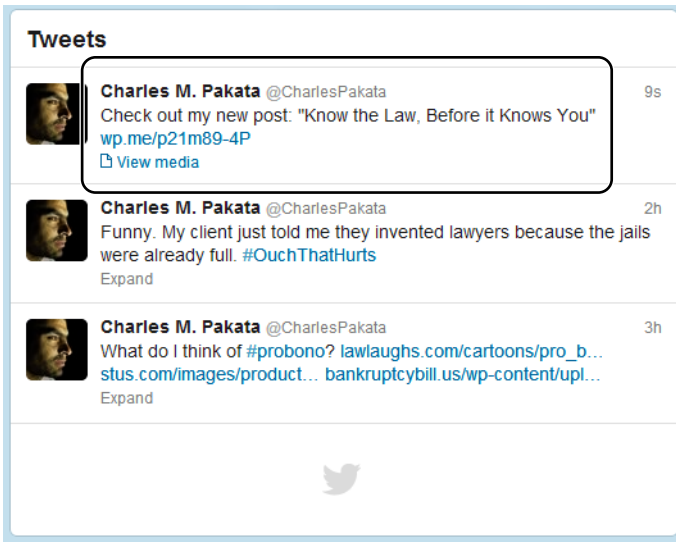 Tweets
Charles M. Pakata @CharlesPakata 9s
Check out my new post: "Know the Law, Before it Knows You"
wp.me/p21m89-4P
View media
Charles M. Pakata @CharlesPakata 2h
Funny. My client just told me they invented lawyers because the jails
were already full. #OuchThatHurts
Expand
Charles M. Pakata @CharlesPakata 3h
What do I think of #probono? lawlaughs.com/cartoons/pro_b...
stus.com/images/product... bankruptcybill.us/wp-content/upl...
Expand